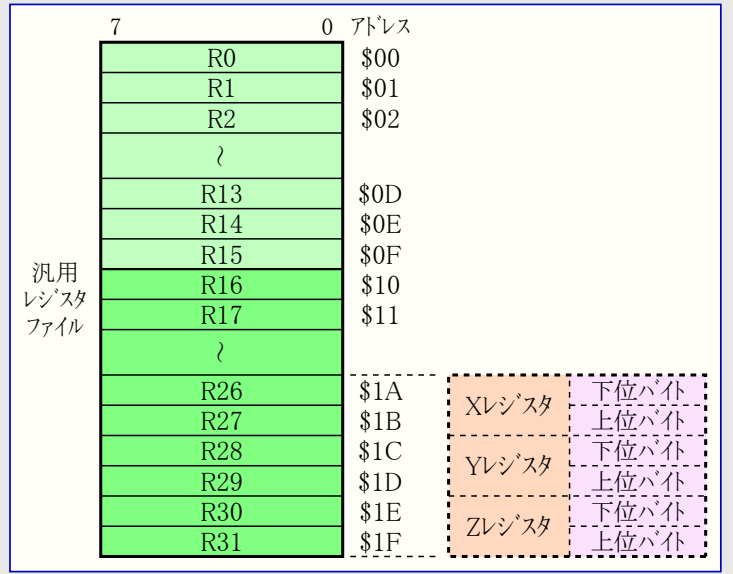 7 0 アドレス
R0 $00
R1 $01
R2 $02
～
R13 $0D
R14 $0E
R15 $0F
汎用
レジスタ
ファイル
R16 $10
R17 $11
～
R26 $1A
R27 $1B
R28 $1C
R29 $1D
R30 $1E
R31 $1F
Xレジスタ
下位バイト
上位バイト
Yレジスタ
下位バイト
上位バイト
Zレジスタ
下位バイト
上位バイト